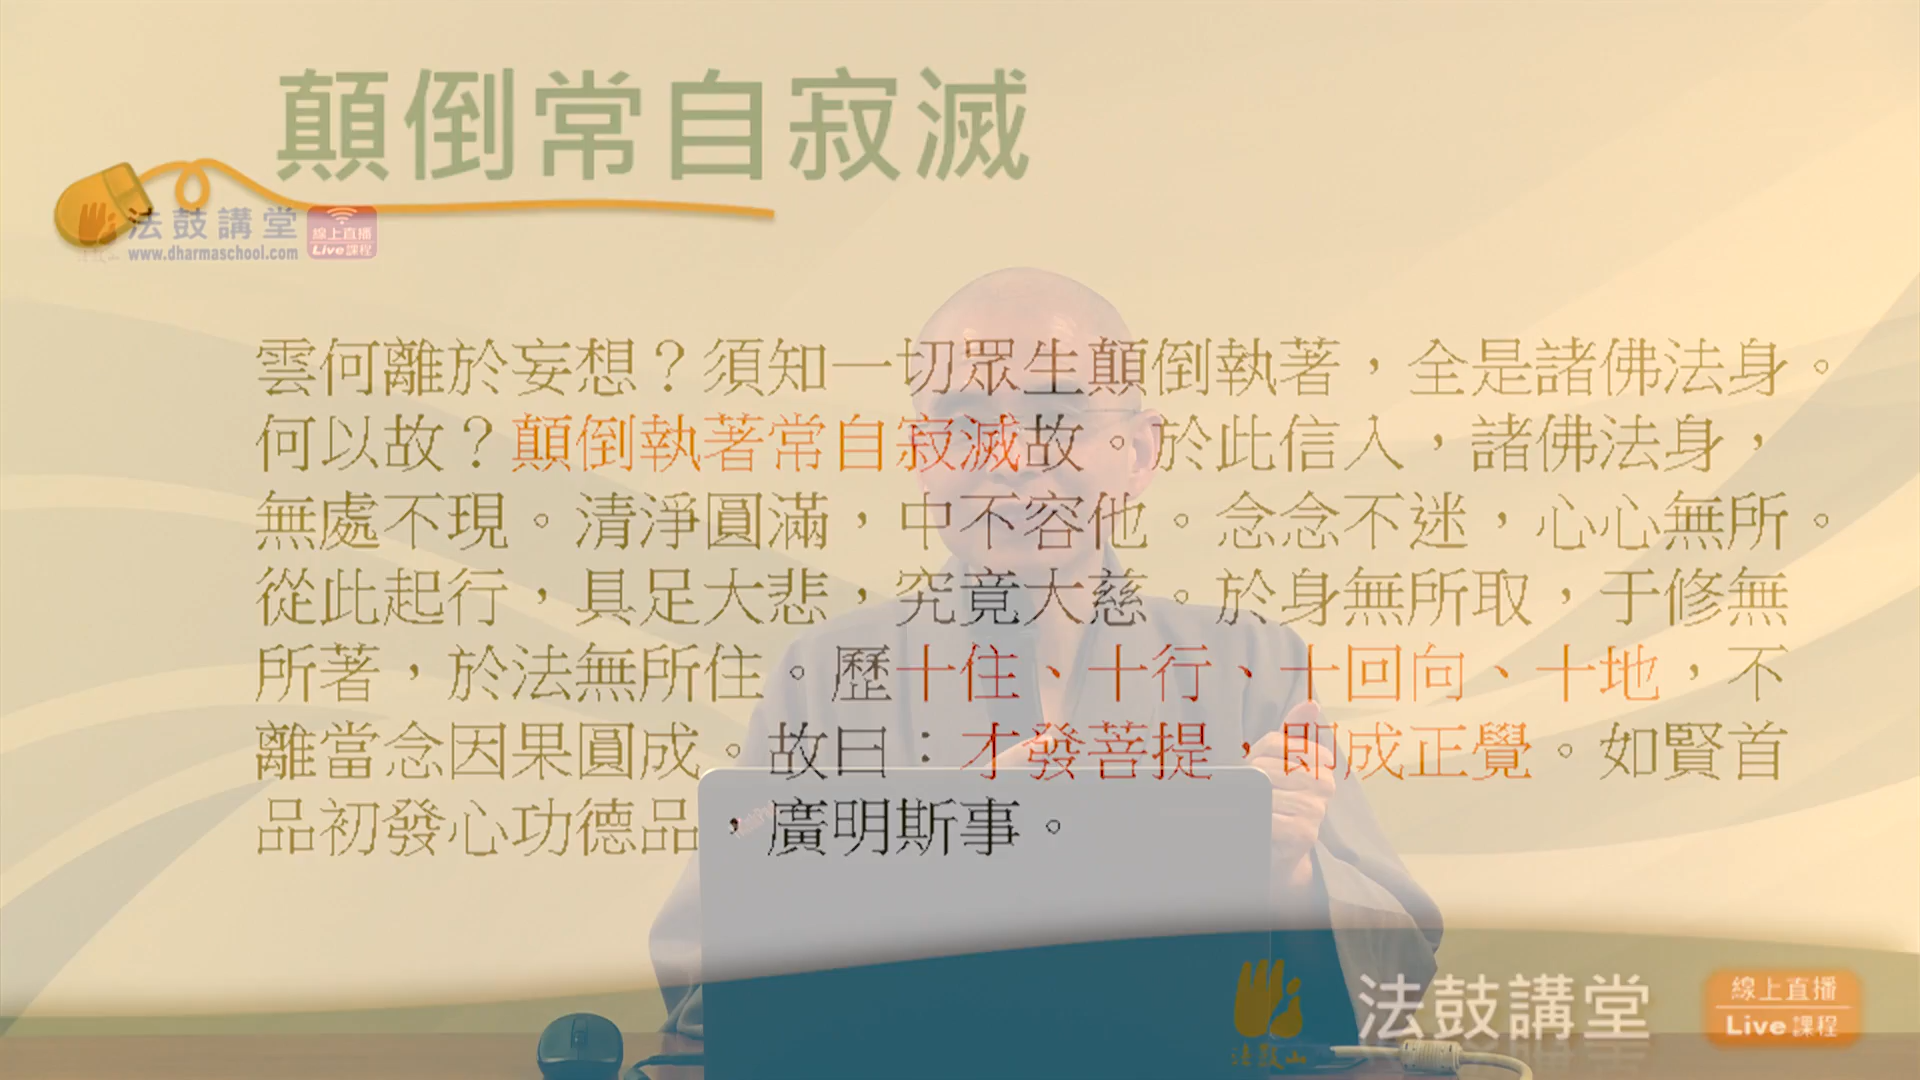 顛倒常自寂滅
法鼓講堂
www.dharmaschool.com
線上直播
Live課程
雲何離於妄想？須知一切眾生顛倒執著，全是諸佛法身。
何以故？顛倒執著常自寂滅故。於此信入，諸佛法身，
無處不現。清淨圓滿，中不容他。念念不迷，心心無所。
從此起行，具足大悲，究竟大慈。於身無所取，于修無
所著，於法無所住。歷十住、十行、十回向、十地，不
離當念因果圓成。故曰：才發菩提，即成正覺。如賢首
品初發心功德品，廣明斯事。
法鼓山
法鼓講堂
線上直播
Live課程